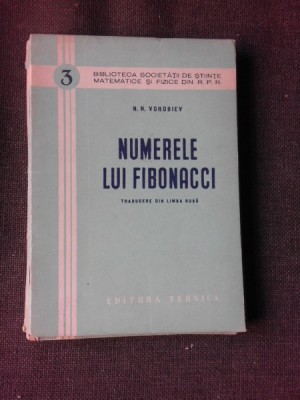 3
BIBLIOTECA SOCIETĂȚII DE ȘTIINȚE
MATEMATICE ȘI FIZICE DIN R.P.R.
N. N. VOROBIEV
NUMERELE
LUI FIBONACCI
TRADUCERE DIN LIMBA RUSĂ
EDITURA TEHNICĂ